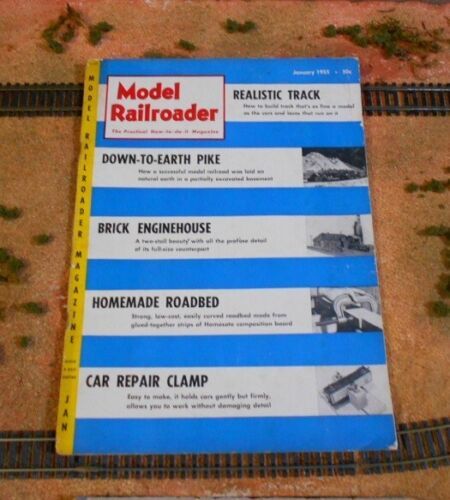 January 1955 • 50c
Model
Railroader
The Practical How-to-do-it Magazine
REALISTIC TRACK
How to build track that's as fine a model
as the cars and locos that run on it
DOWN-TO-EARTH PIKE
How a successful model railroad was laid on
natural earth in a partially excavated basement
BRICK ENGINEHOUSE
A two-stall beauty with all the profuse detail
of its full-size counterpart
HOMEMADE ROADBED
Strong, low-cost, easily curved roadbed made from
glued-together strips of Homasote composition board
CAR REPAIR CLAMP
Easy to make, it holds cars gently but firmly,
allows you to work without damaging detail
MODEL RAILROADER MAGAZINE
JAN